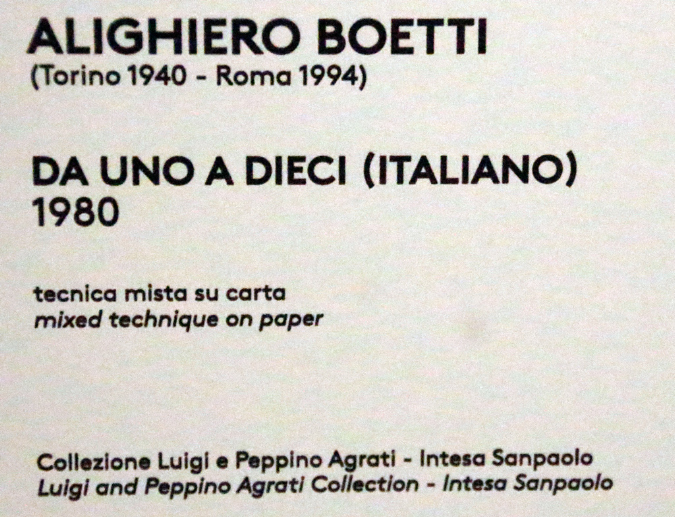 ALIGHIERO BOETTI
(Torino 1940 - Roma 1994)
DA UNO A DIECI (ITALIANO)
1980
tecnica mista su carta
mixed technique on paper
Collezione Luigi e Peppino Agrati - Intesa Sanpaolo
Luigi and Peppino Agrati Collection - Intesa Sanpaolo